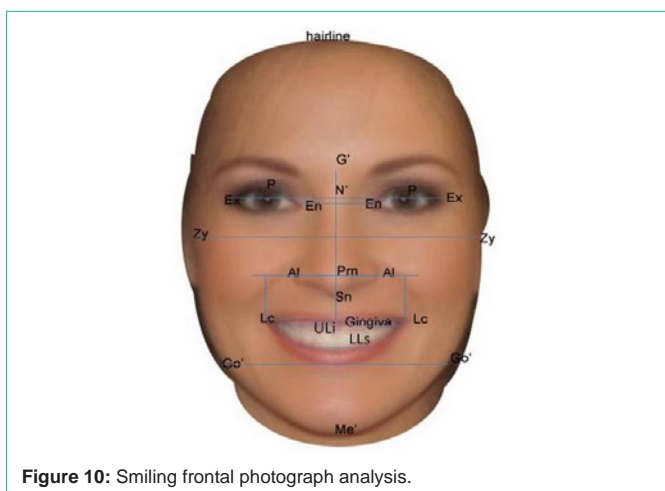 hairline
G'
P N' P
Ex En En Ex
Zy Zy
Al Prn Al
Sn
Lc ULi Gingiva Lc
LLs
Go' Go'
Me'
Figure 10: Smiling frontal photograph analysis.